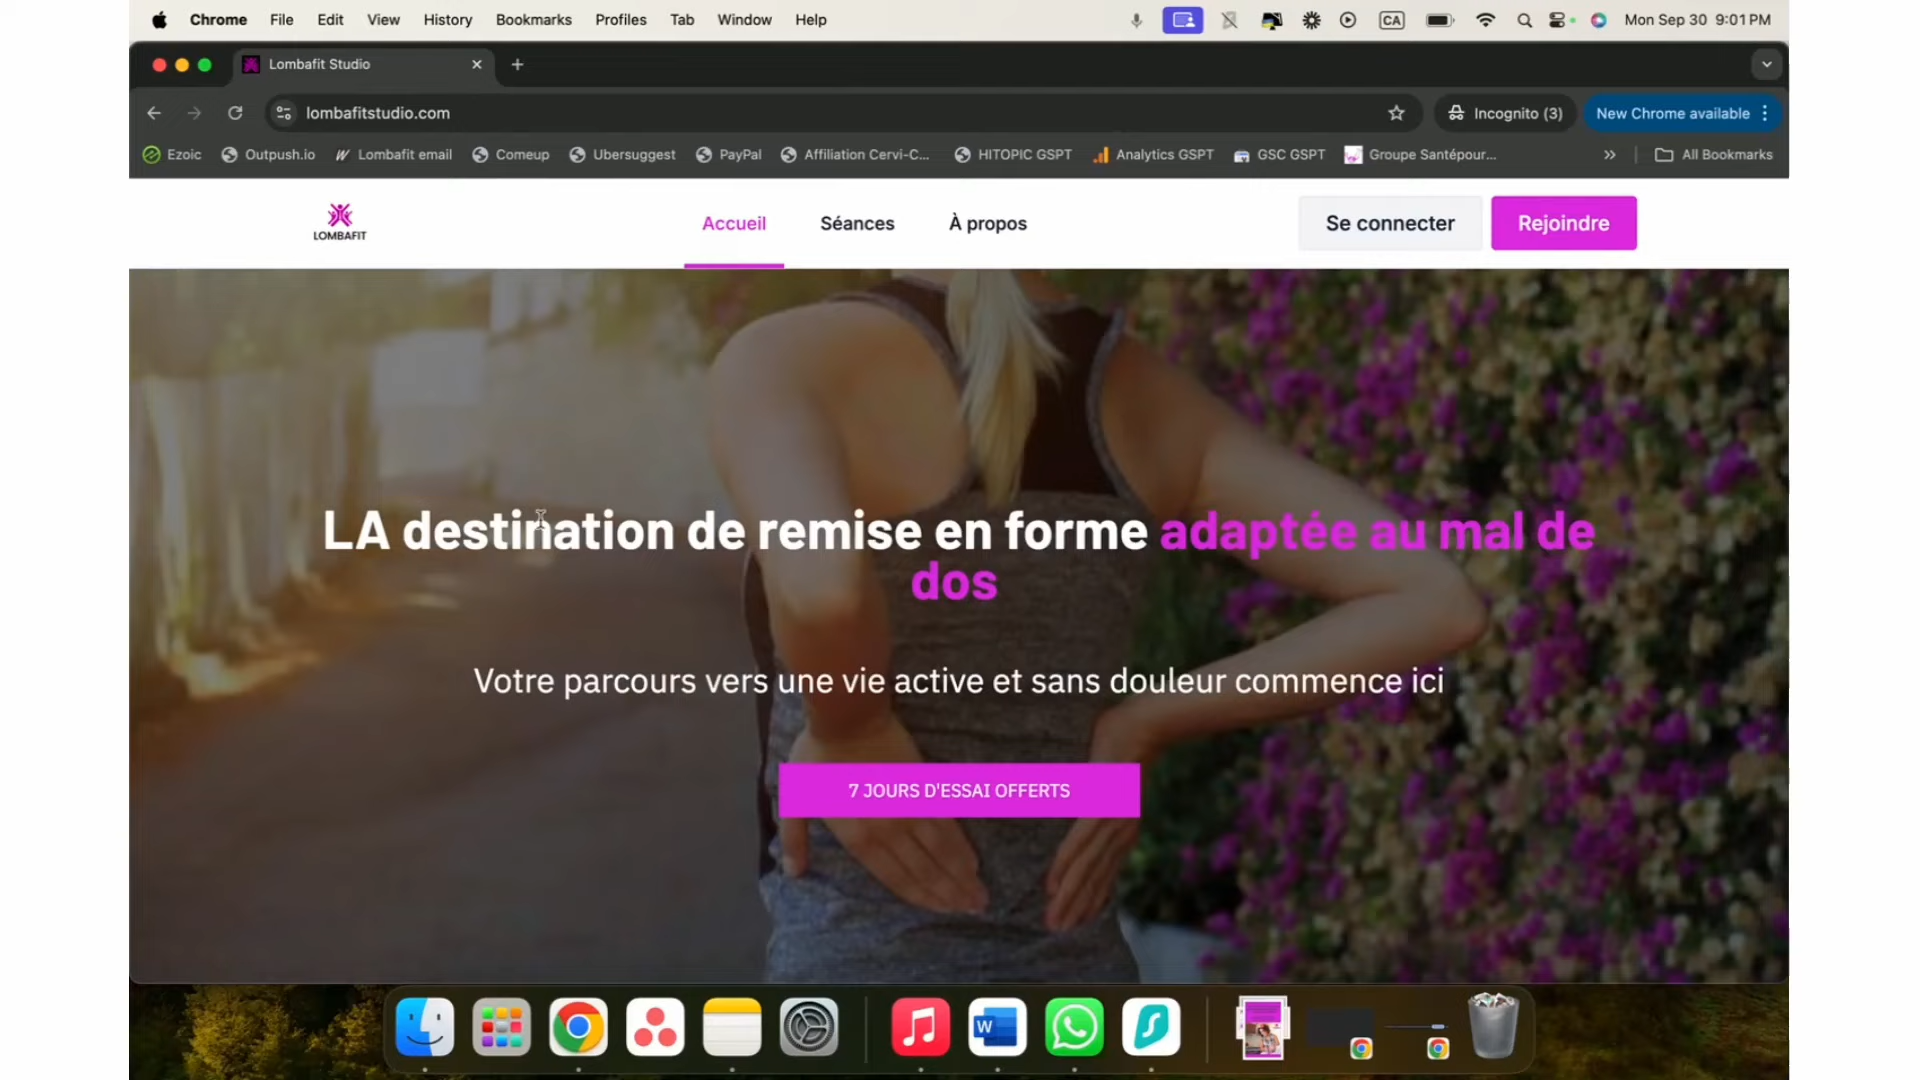 Chrome File Edit View History Bookmarks Profiles Tab Window Help CA Mon Sep 30 9:01 PM
Lombafit Studio
lombafitstudio.com Incognito (3) New Chrome available
Ezoic Outpush.io Lombafit email Comeup Ubersuggest PayPal Affiliation Cervi-C... HITOPIC GSPT Analytics GSPT GSC GSPT Groupe Santépour... » All Bookmarks
LOMBAFIT Accueil Séances À propos Se connecter Rejoindre
LA destination de remise en forme adaptée au mal de
dos
Votre parcours vers une vie active et sans douleur commence ici
7 JOURS D'ESSAI OFFERTS
W